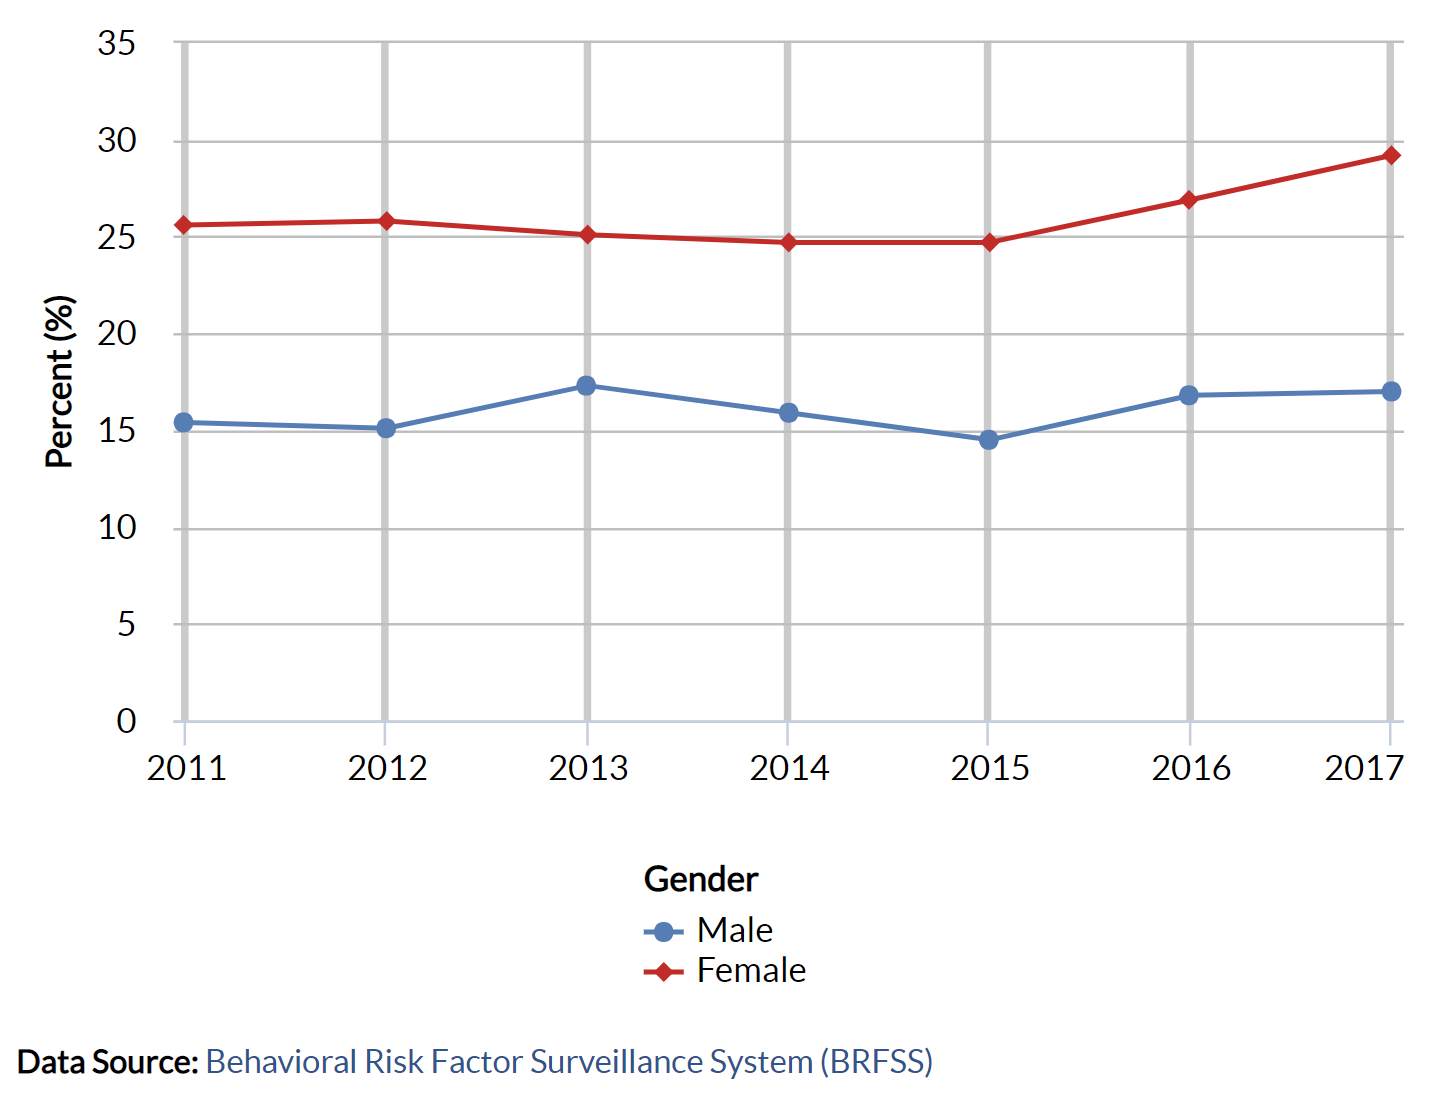 35
30
25
20
15
10
5
0
Percent (%)
2011 2012 2013 2014 2015 2016 2017
Gender
Male
Female
Data Source: Behavioral Risk Factor Surveillance System (BRFSS)